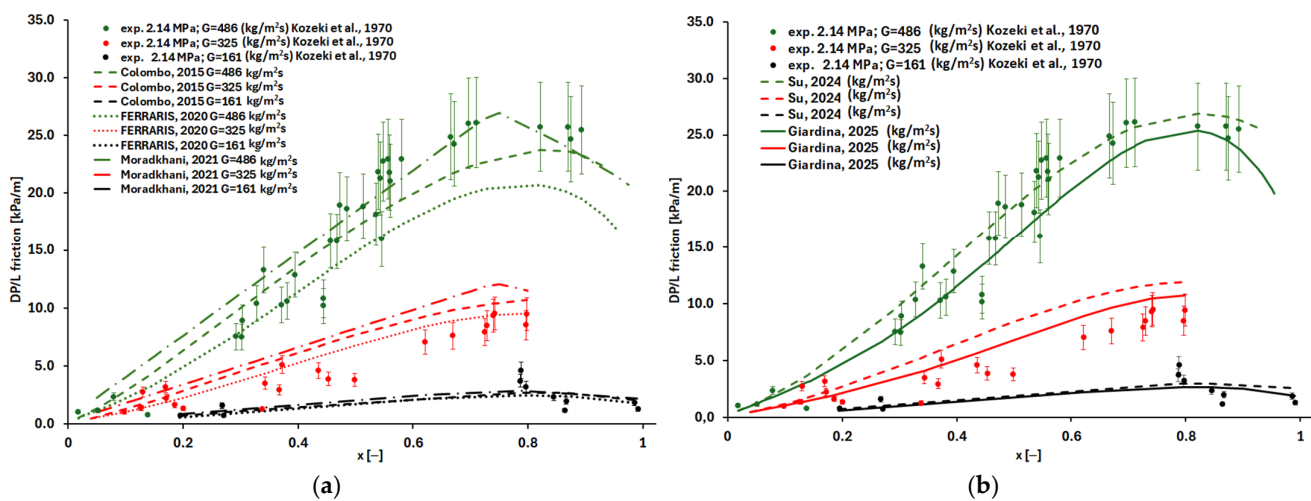 (a)
35.0
30.0
25.0
20.0
15.0
10.0
5.0
0.0
DP/L friction [kPa/m]
exp. 2.14 MPa; G=486 (kg/m²s) Kozeki et al., 1970
exp. 2.14 MPa; G=325 (kg/m²s) Kozeki et al., 1970
exp. 2.14 MPa; G=161 (kg/m²s) Kozeki et al., 1970
Colombo, 2015 G=486 kg/m²s
Colombo, 2015 G=325 kg/m²s
Colombo, 2015 G=161 kg/m²s
FERRARIS, 2020 G=486 kg/m²s
FERRARIS, 2020 G=325 kg/m²s
FERRARIS, 2020 G=161 kg/m²s
Moradkhani, 2021 G=486 kg/m²s
Moradkhani, 2021 G=325 kg/m²s
Moradkhani, 2021 G=161 kg/m²s
0 0.2 0.4 0.6 0.8 1
x [--]
(a)
(b)
35.0
30.0
25.0
20.0
15.0
10.0
5.0
0,0
DP/L friction [kPa/m]
exp. 2.14 MPa; G=486 (kg/m²s) Kozeki et al., 1970
exp. 2.14 MPa; G=325 (kg/m²s) Kozeki et al., 1970
exp. 2.14 MPa; G=161 (kg/m²s) Kozeki et al., 1970
Su, 2024 (kg/m²s)
Su, 2024 (kg/m²s)
Su, 2024 (kg/m²s)
Giardina, 2025 (kg/m²s)
Giardina, 2025 (kg/m²s)
Giardina, 2025 (kg/m²s)
0 0.2 0.4 0.6 0.8 1
x [--]
(b)